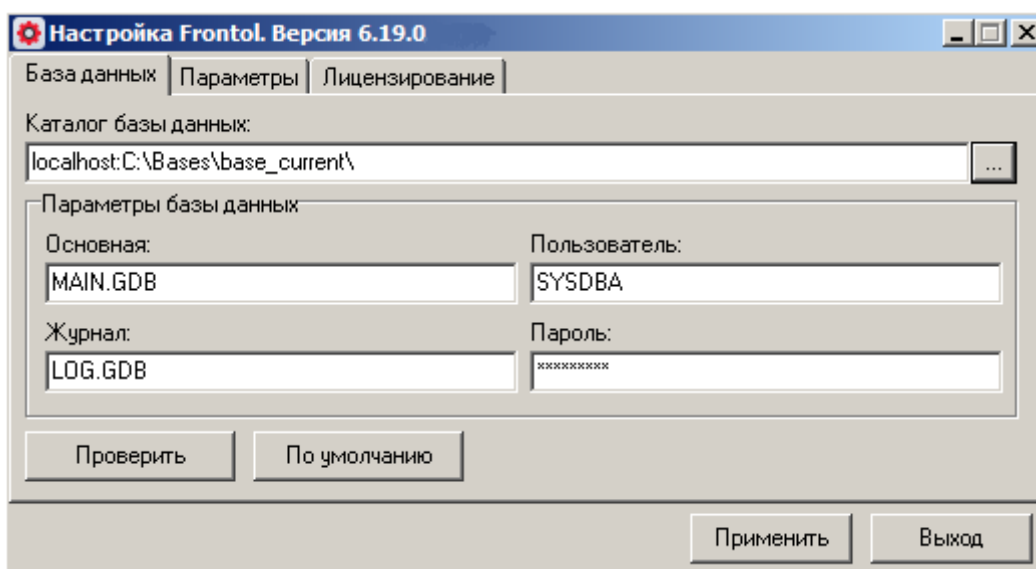 Настройка Frontol. Версия 6.19.0
База данных Параметры Лицензирование
Каталог базы данных:
localhost:C:\Bases\base_current\
...
Параметры базы данных
Основная: Пользователь:
MAIN.GDB SYSDBA
Журнал: Пароль:
LOG.GDB *********
Проверить По умолчанию
Применить Выход